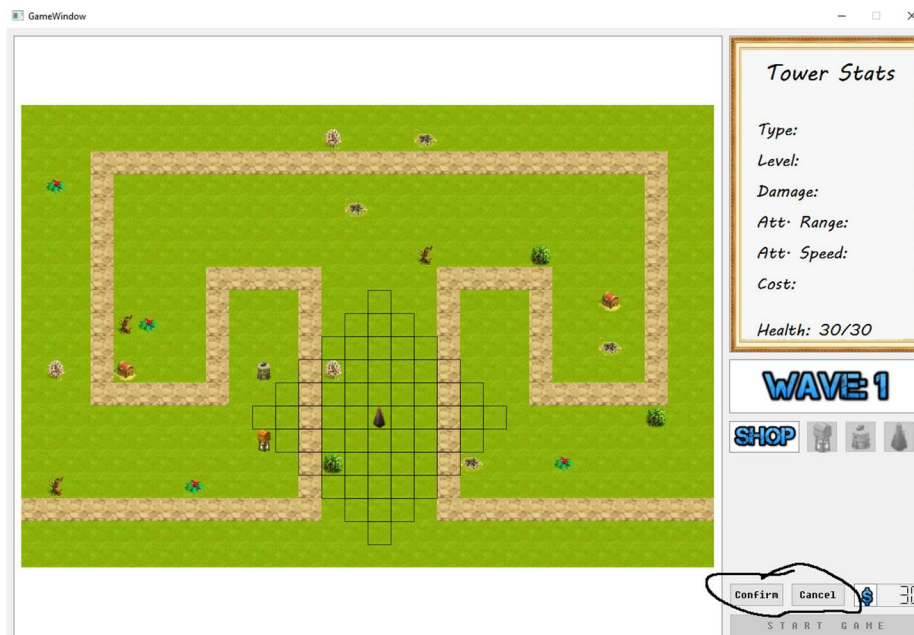 GameWindow
Tower Stats
Type:
Level:
Damage:
Att. Range:
Att. Speed:
Cost:
Health: 30/30
WAVE: 1
SHOP
Confirm Cancel $
START GAME